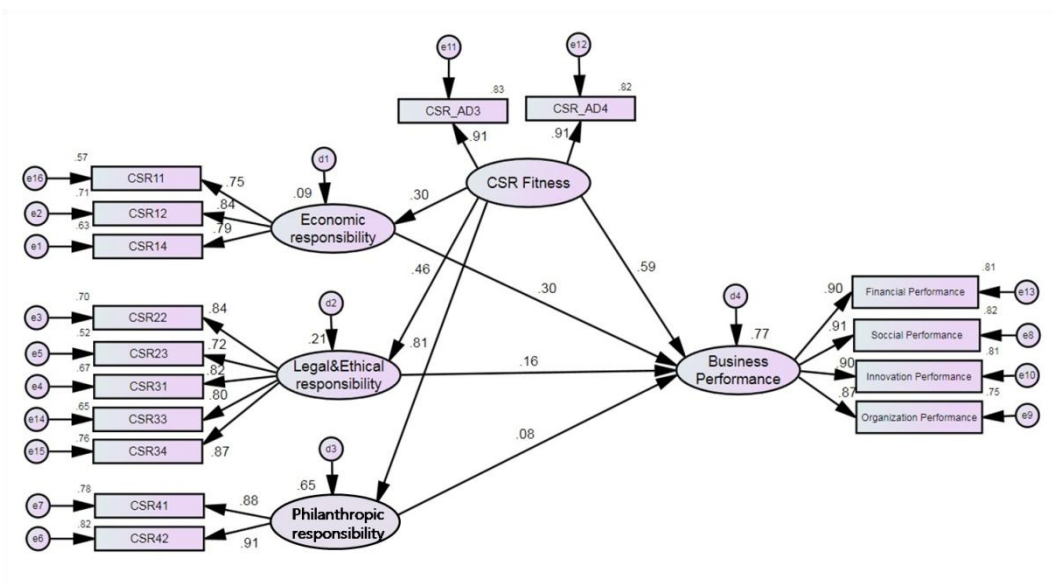 e11
e12
.83
.82
CSR_AD3
CSR_AD4
.91
.91
CSR Fitness
.57
e16
CSR11
.75
.71
e2
CSR12
.84
.63
e1
CSR14
.79
d1
.09
Economic
responsibility
.30
.46
.81
.59
.30
.70
e3
CSR22
.84
.52
e5
CSR23
.72
.67
e4
CSR31
.82
.65
e14
CSR33
.80
.76
e15
CSR34
.87
d2
.21
Legal&Ethical
responsibility
.16
d3
.65
Philanthropic
responsibility
.08
.78
e7
CSR41
.88
.82
e6
CSR42
.91
d4
.77
Business
Performance
.90
Financial Performance
.81
e13
.91
Soccial Performance
.82
e8
.90
Innovation Performance
.81
e10
.87
Organization Performance
.75
e9